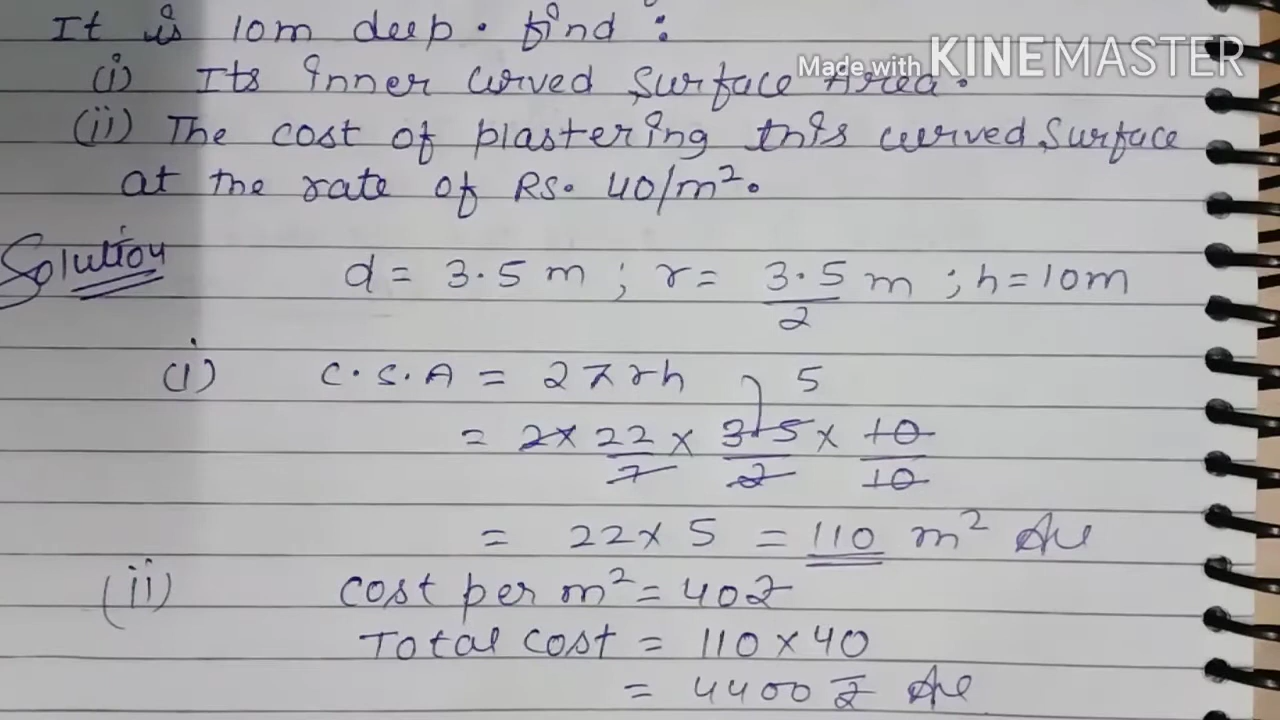 It is 10m deep. find :
Made with KINEMASTER
(i) Its inner curved Surface Area.
(ii) The cost of plastering this curved Surface
at the rate of RS. 40/m².
Solution
d = 3.5 m ; r = 3.5/2 m ; h = 10m
(i) C.S.A = 2πrh 5
= 2 × 22/7 × 35/2 × 10/10
= 22 × 5 = 110 m² Ans
(ii) cost per m² = 40₹
Total cost = 110 × 40
= 4400 ₹ Ans